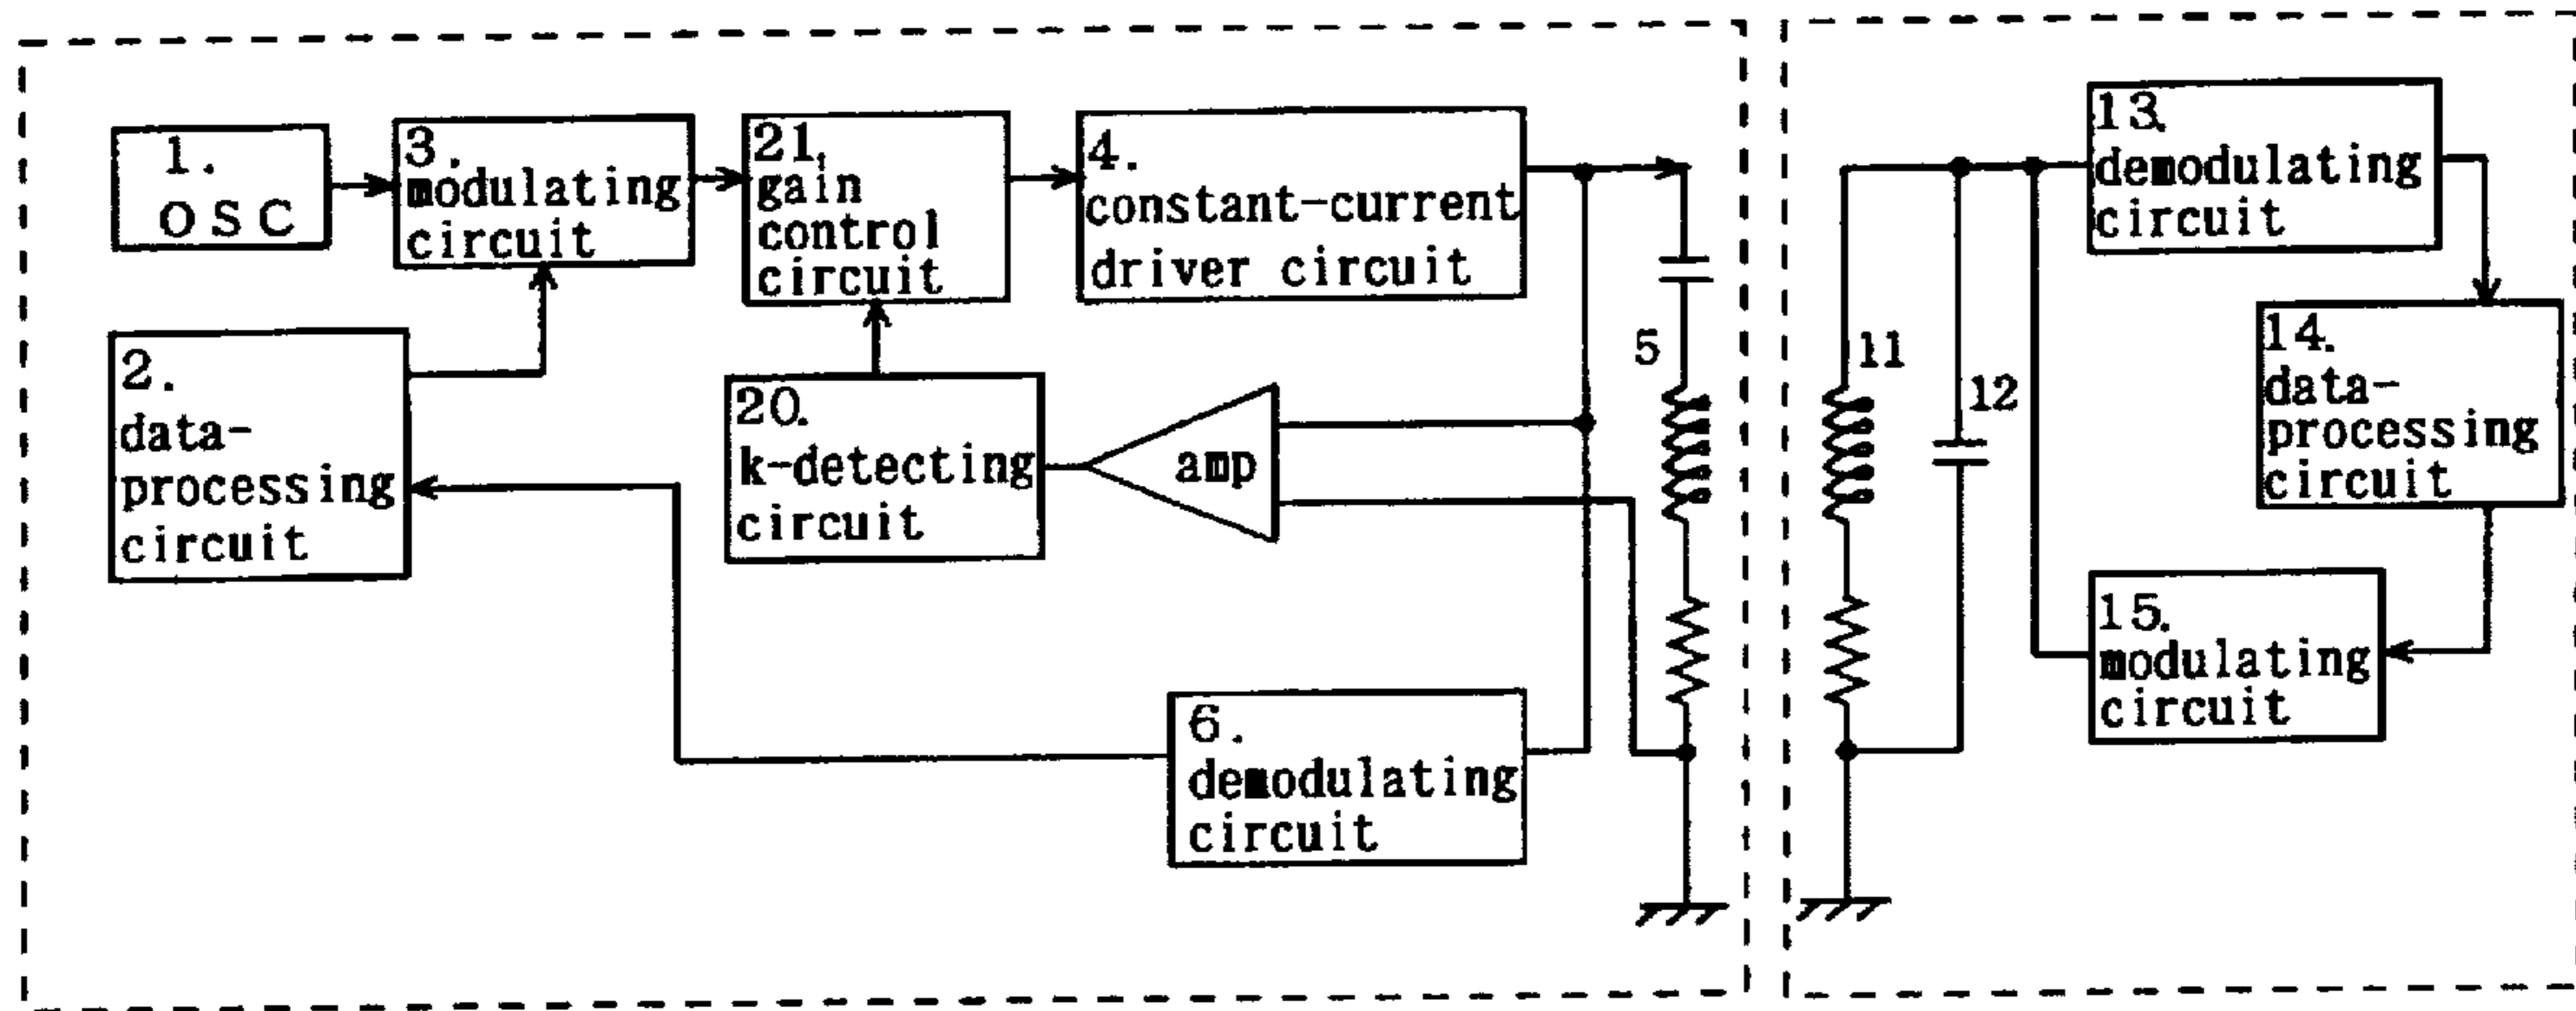 1.
OSC
3.
modulating
circuit
21.
gain
control
circuit
4.
constant-current
driver circuit
2.
data-
processing
circuit
20.
k-detecting
circuit
amp
5
6.
demodulating
circuit
11
12
13.
demodulating
circuit
14.
data-
processing
circuit
15.
modulating
circuit